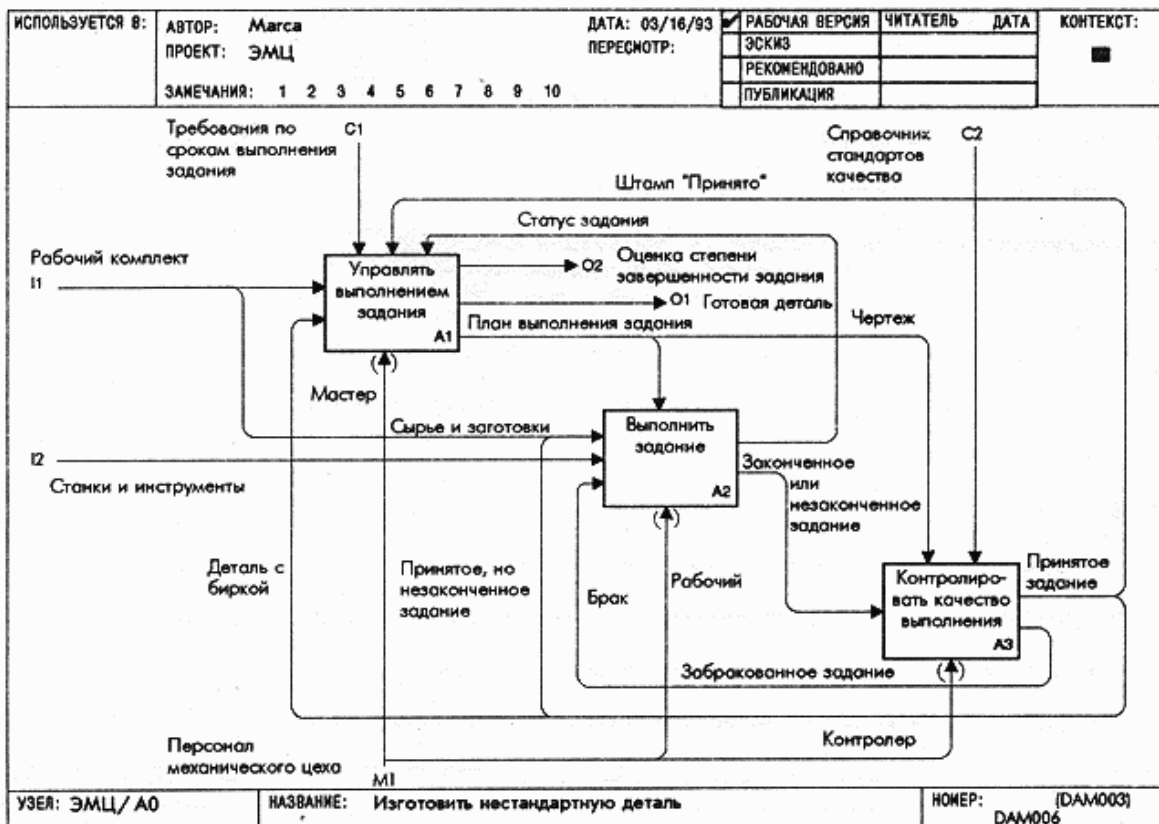 ИСПОЛЬЗУЕТСЯ В:
АВТОР: Marca
ДАТА: 03/16/93
ПРОЕКТ: ЭМЦ
ПЕРЕСМОТР:
ЗАМЕЧАНИЯ: 1 2 3 4 5 6 7 8 9 10
РАБОЧАЯ ВЕРСИЯ
ЭСКИЗ
РЕКОМЕНДОВАНО
ПУБЛИКАЦИЯ
ЧИТАТЕЛЬ ДАТА
КОНТЕКСТ:
Требования по
срокам выполнения
задания
C1
Справочник
стандартов
качества
C2
Штамп "Принято"
Статус задания
Рабочий комплект
I1
Управлять
выполнением
задания
A1
O2
Оценка степени
завершенности задания
O1 Готовая деталь
План выполнения задания
Чертеж
Мастер
Сырье и заготовки
Выполнить
задание
A2
I2
Станки и инструменты
Законченное
или
незаконченное
задание
Деталь с
биркой
Принятое, но
незаконченное
задание
Брак
Рабочий
Контролиро-
вать качество
выполнения
A3
Принятое
задание
Забракованное задание
Контролер
Персонал
механического цеха
M1
УЗЕЛ: ЭМЦ/A0
НАЗВАНИЕ: Изготовить нестандартную деталь
НОМЕР: (DAM003)
DAM006